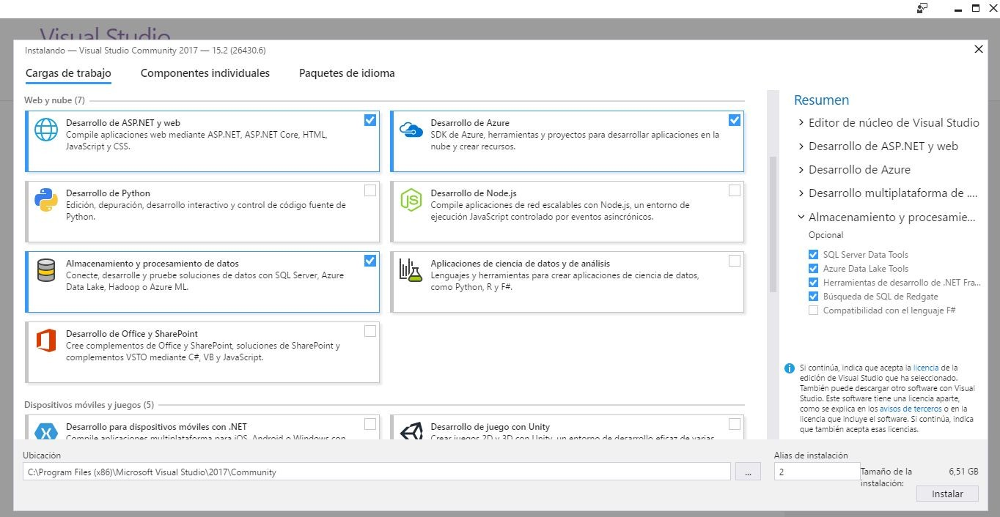 Visual Studio
Instalando — Visual Studio Community 2017 — 15.2 (26430.6)
Cargas de trabajo
Componentes individuales
Paquetes de idioma
Web y nube (7)
Desarrollo de ASP.NET y web
Compile aplicaciones web mediante ASP.NET, ASP.NET Core, HTML,
JavaScript y CSS.
Desarrollo de Azure
SDK de Azure, herramientas y proyectos para desarrollar aplicaciones en la
nube y crear recursos.
Desarrollo de Python
Edición, depuración, desarrollo interactivo y control de código fuente de
Python.
Desarrollo de Node.js
Compile aplicaciones de red escalables con Node.js, un entorno de
ejecución JavaScript controlado por eventos asincrónicos.
JS
Almacenamiento y procesamiento de datos
Conecte, desarrolle y pruebe soluciones de datos con SQL Server, Azure
Data Lake, Hadoop o Azure ML.
Aplicaciones de ciencia de datos y de análisis
Lenguajes y herramientas para crear aplicaciones de ciencia de datos,
como Python, R y F#.
Desarrollo de Office y SharePoint
Cree complementos de Office y SharePoint, soluciones de SharePoint y
complementos VSTO mediante C#, VB y JavaScript.
Dispositivos móviles y juegos (5)
Desarrollo para dispositivos móviles con .NET
Compile aplicaciones multiplataforma para iOS, Android o Windows con
Desarrollo de juego con Unity
Crear juegos 2D y 3D con Unity, un entorno de desarrollo eficaz de varias
Resumen
Editor de núcleo de Visual Studio
Desarrollo de ASP.NET y web
Desarrollo de Azure
Desarrollo multiplataforma de ....
Almacenamiento y procesamie...
Opcional
SQL Server Data Tools
Azure Data Lake Tools
Herramientas de desarrollo de .NET Fra...
Búsqueda de SQL de Redgate
Compatibilidad con el lenguaje F#
Si continúa, indica que acepta la licencia de la
edición de Visual Studio que ha seleccionado.
También puede descargar otro software con Visual
Studio. Este software tiene una licencia aparte,
como se explica en los avisos de terceros o en la
licencia que incluye el software. Si continúa, indica
que también acepta esas licencias.
Ubicación
C:\Program Files (x86)\Microsoft Visual Studio\2017\Community
...
Alias de instalación
2
Tamaño de la
instalación:
6,51 GB
Instalar